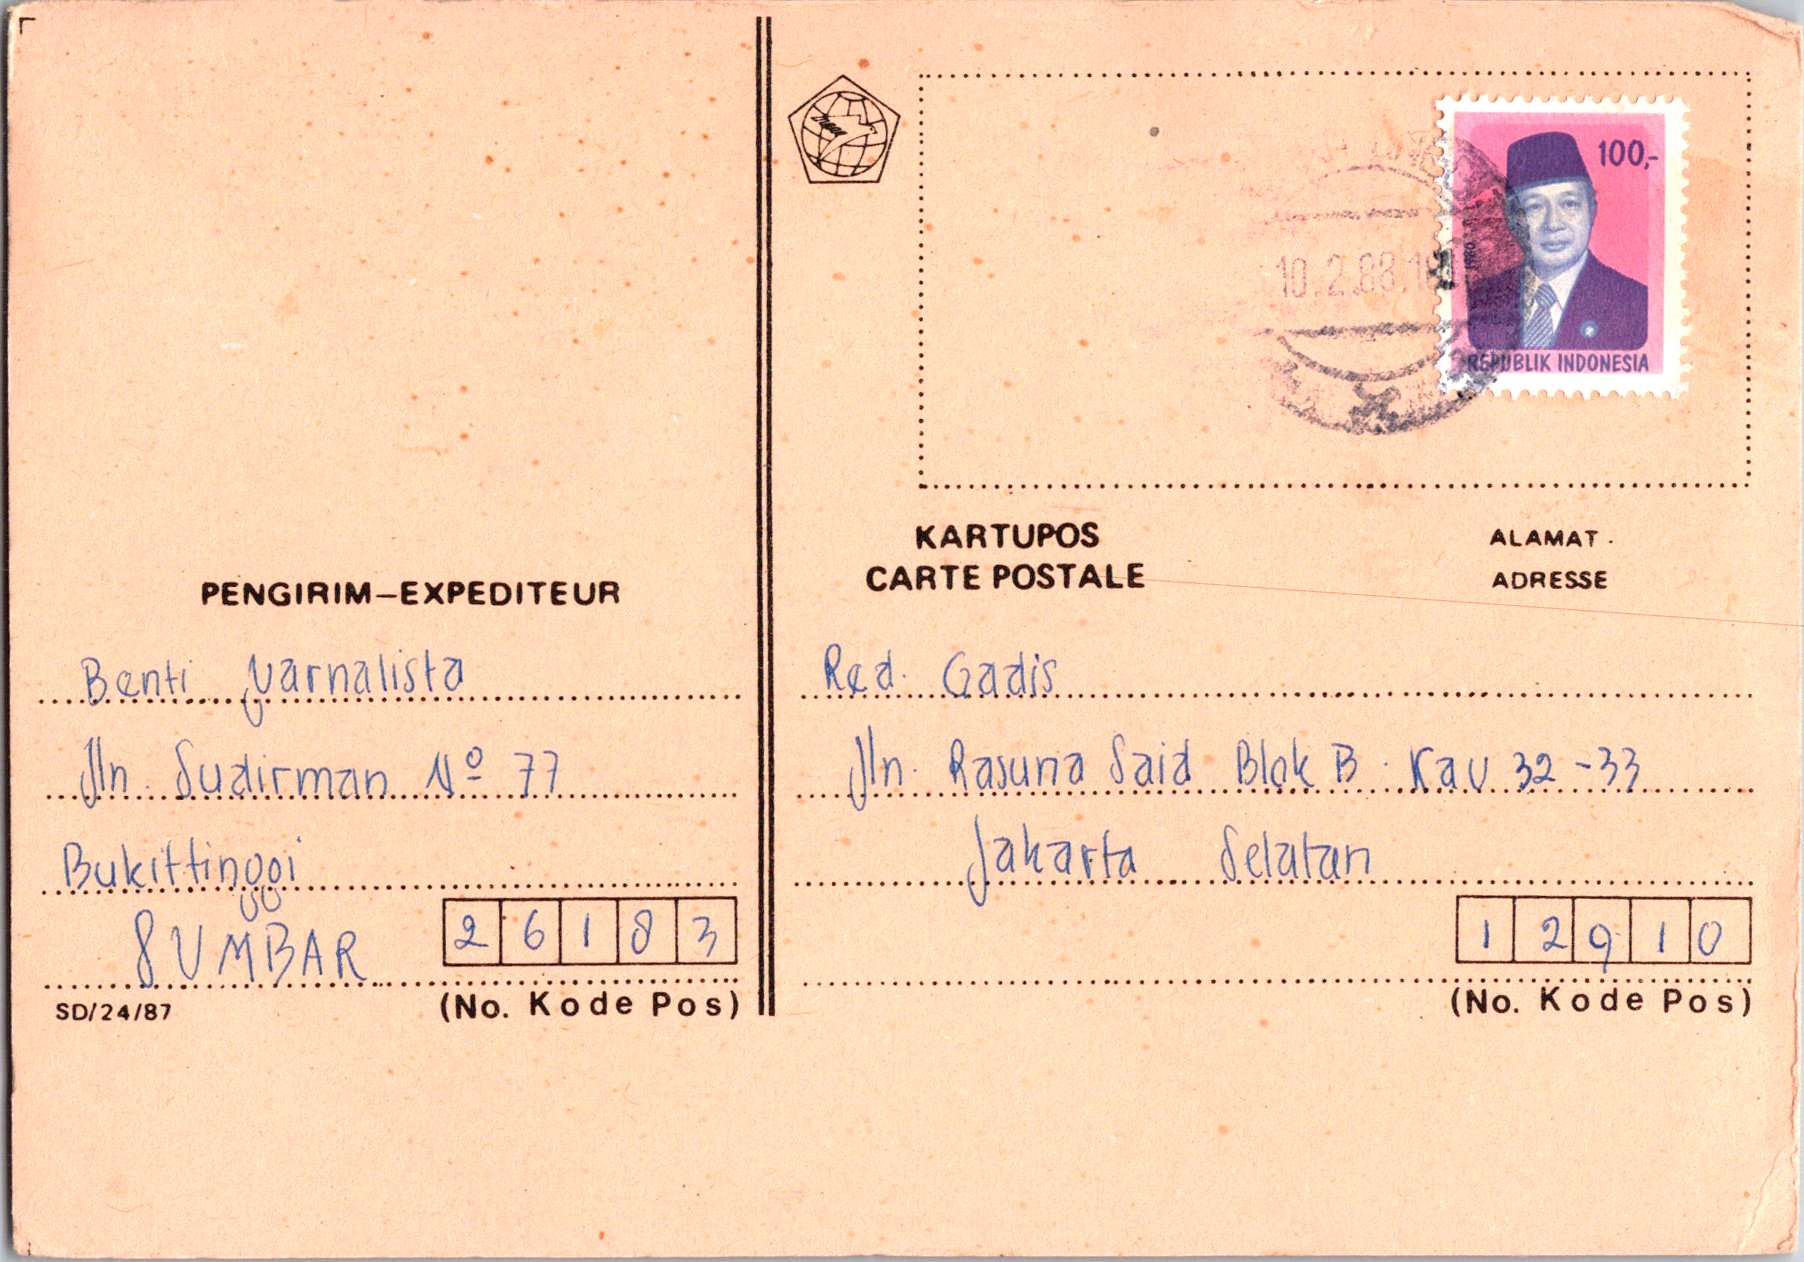 PENGIRIM–EXPEDITEUR
Benti Yarnalista
Jln. Sudirman Nº 77
Bukittinggi
SUMBAR
26183
SD/24/87
(No. Kode Pos)
100,-
1980
REPUBLIK INDONESIA
10.2.88.
KARTUPOS
CARTE POSTALE
ALAMAT.
ADRESSE
Red. Gadis
Jln. Rasuna Said Blok B. Kav 32-33
Jakarta Selatan
12910
(No. Kode Pos)